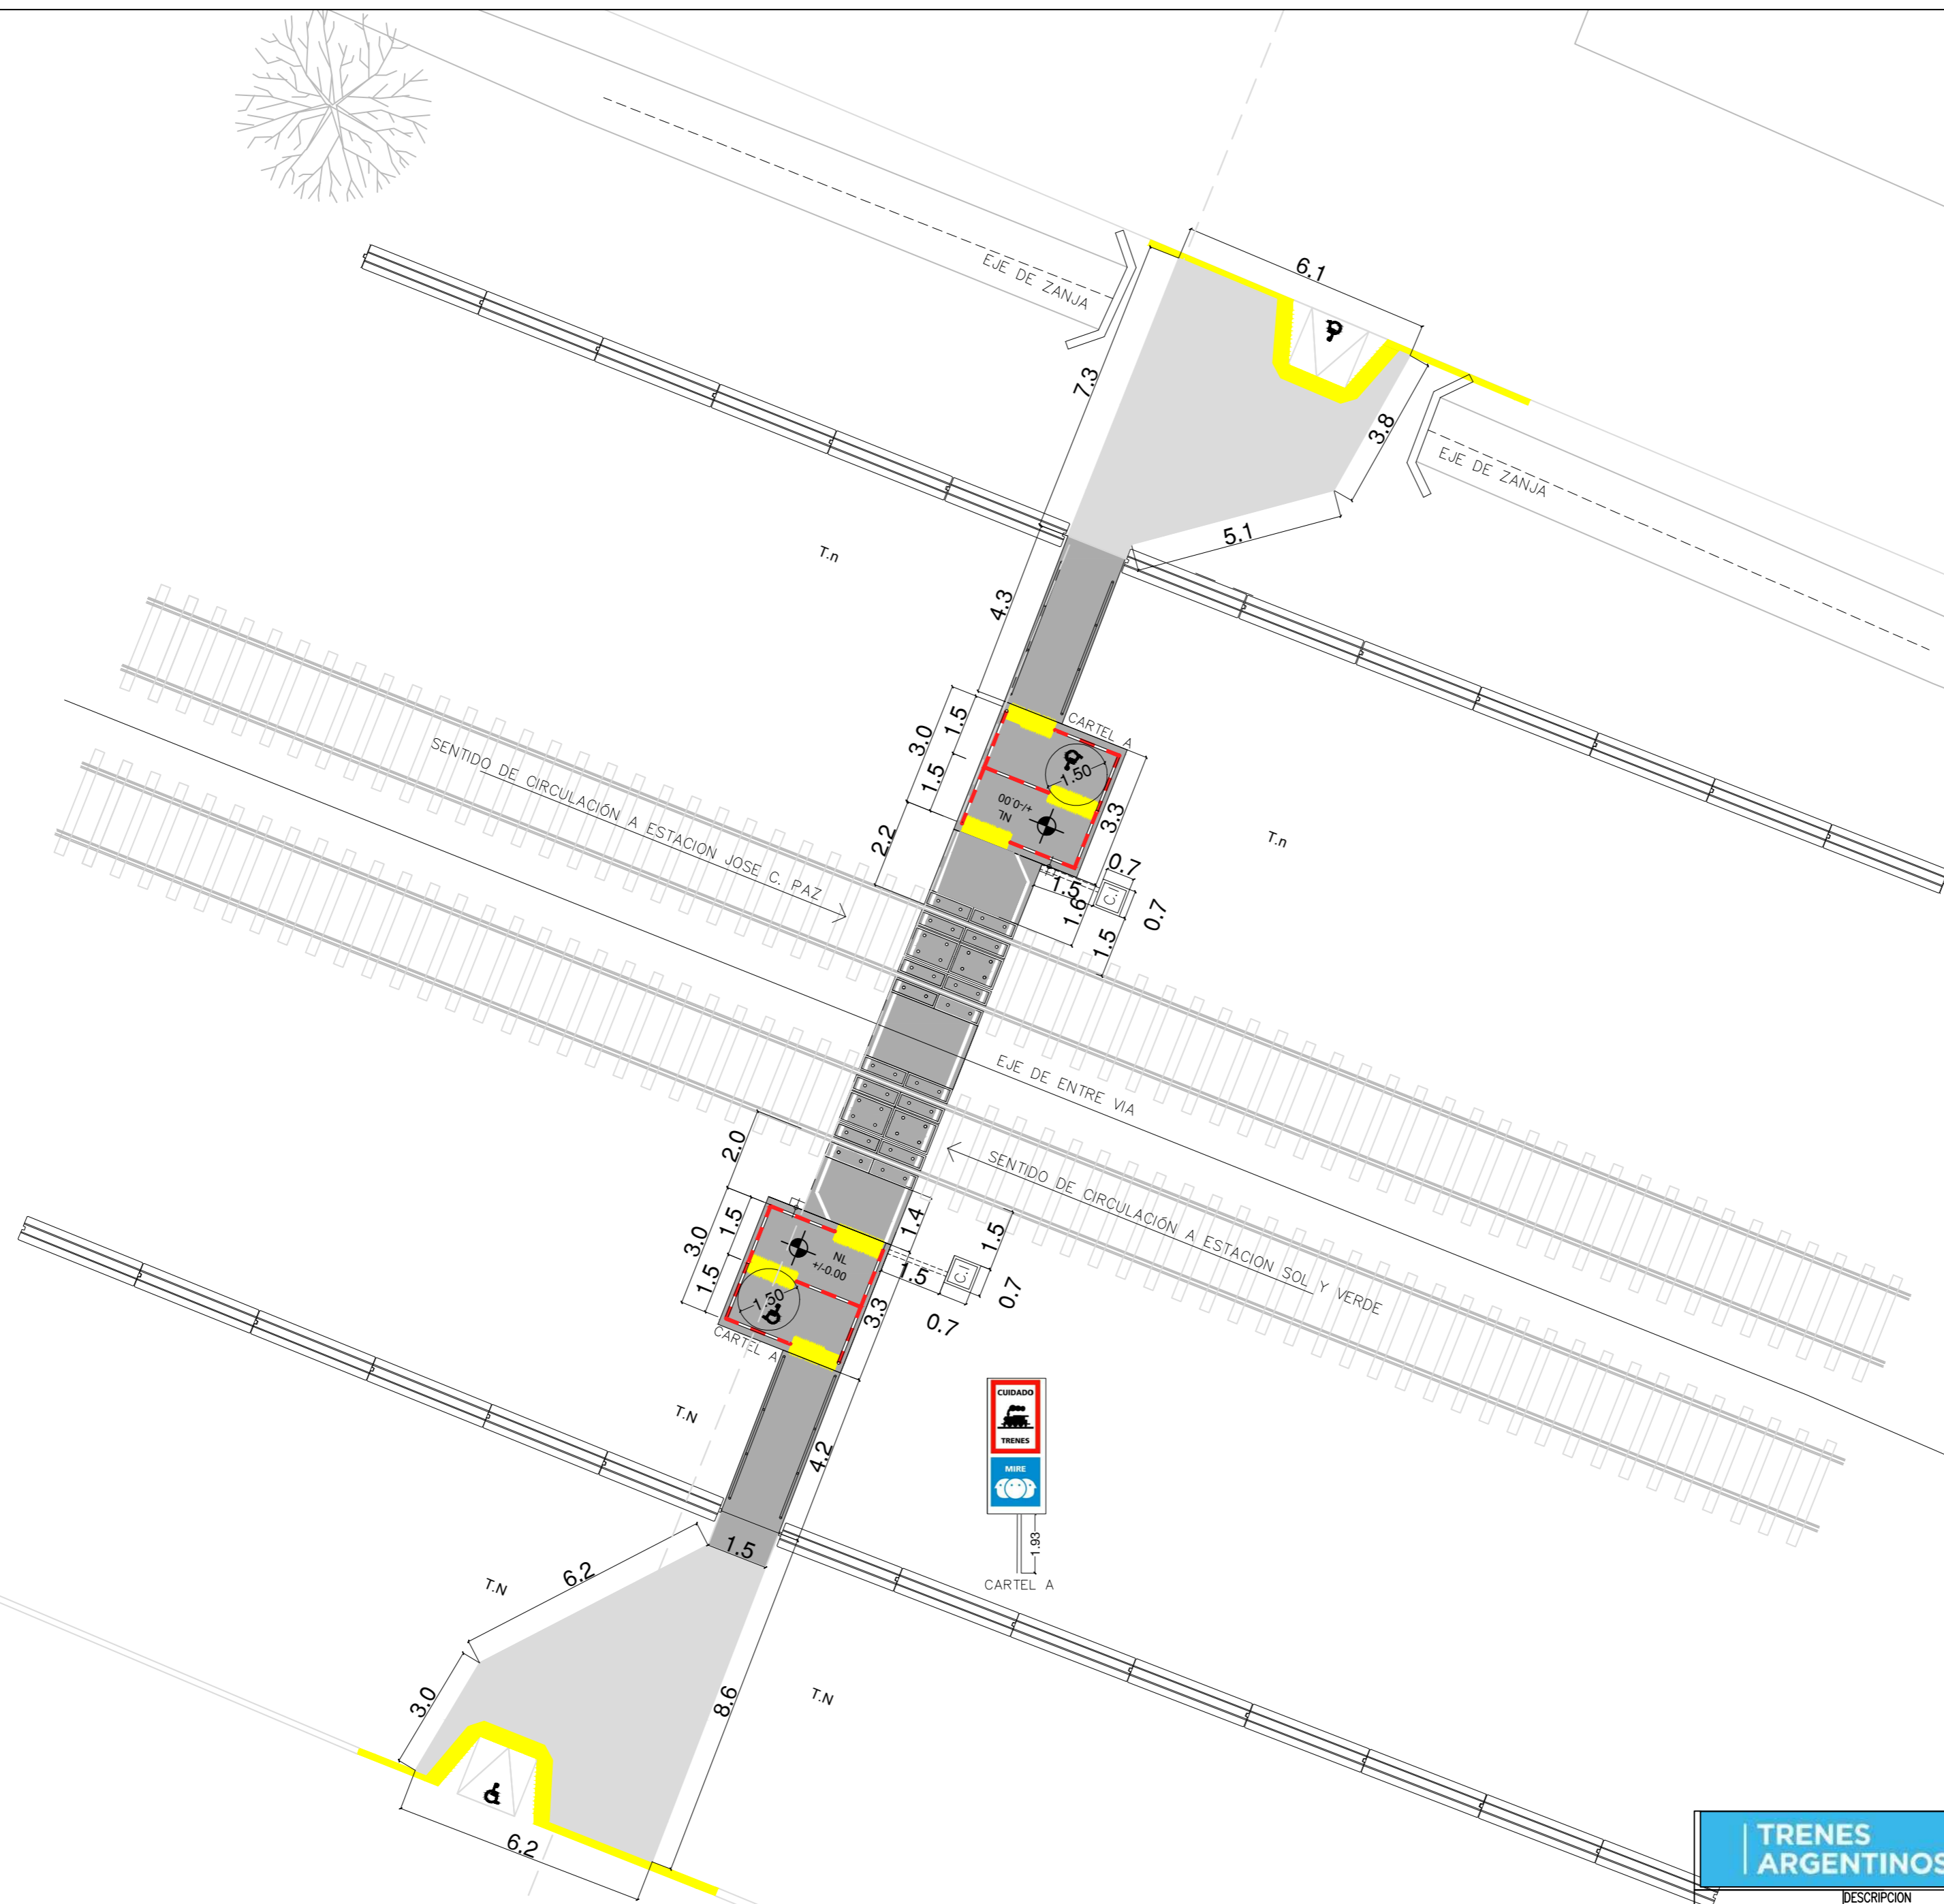 6.1
EJE DE ZANJA
7.3
3.8
EJE DE ZANJA
5.1
T.n
4.3
CARTEL A
1.5
3.0
1.50
1.5
+/-0.00
NL
3.3
T.n
2.2
SENTIDO DE CIRCULACIÓN A ESTACION JOSE C. PAZ
0.7
1.5
C.I
1.6
0.7
1.5
EJE DE ENTRE VIA
2.0
SENTIDO DE CIRCULACIÓN A ESTACION SOL Y VERDE
1.5
1.4
1.5
3.0
NL
+/-0.00
1.5
C.I
1.5
1.50
0.7
3.3
0.7
CARTEL A
CUIDADO
TRENES
MIRE
T.N
4.2
1.93
CARTEL A
1.5
6.2
T.N
3.0
8.6
T.N
6.2
TRENES
ARGENTINOS
DESCRIPCION